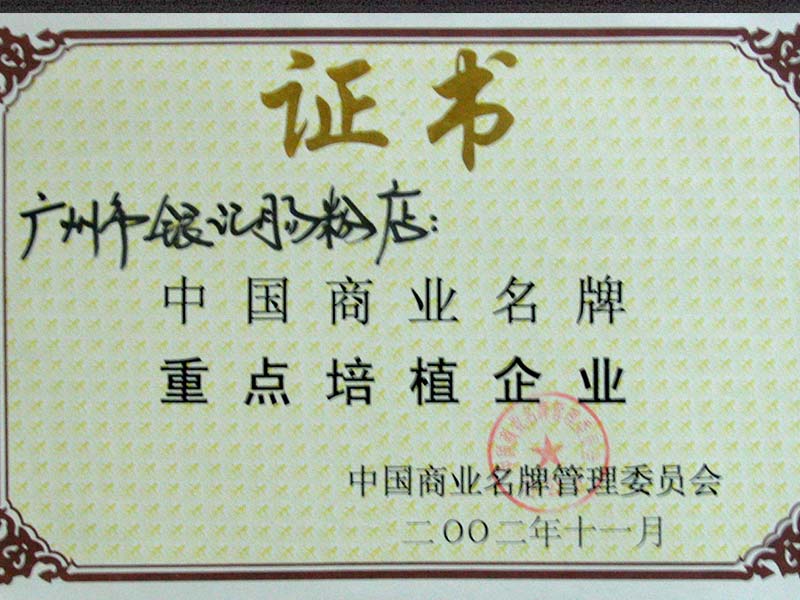 证书
广州市银记肠粉店:
中国商业名牌
重点培植企业
中国商业名牌管理委员会
二〇〇二年十一月